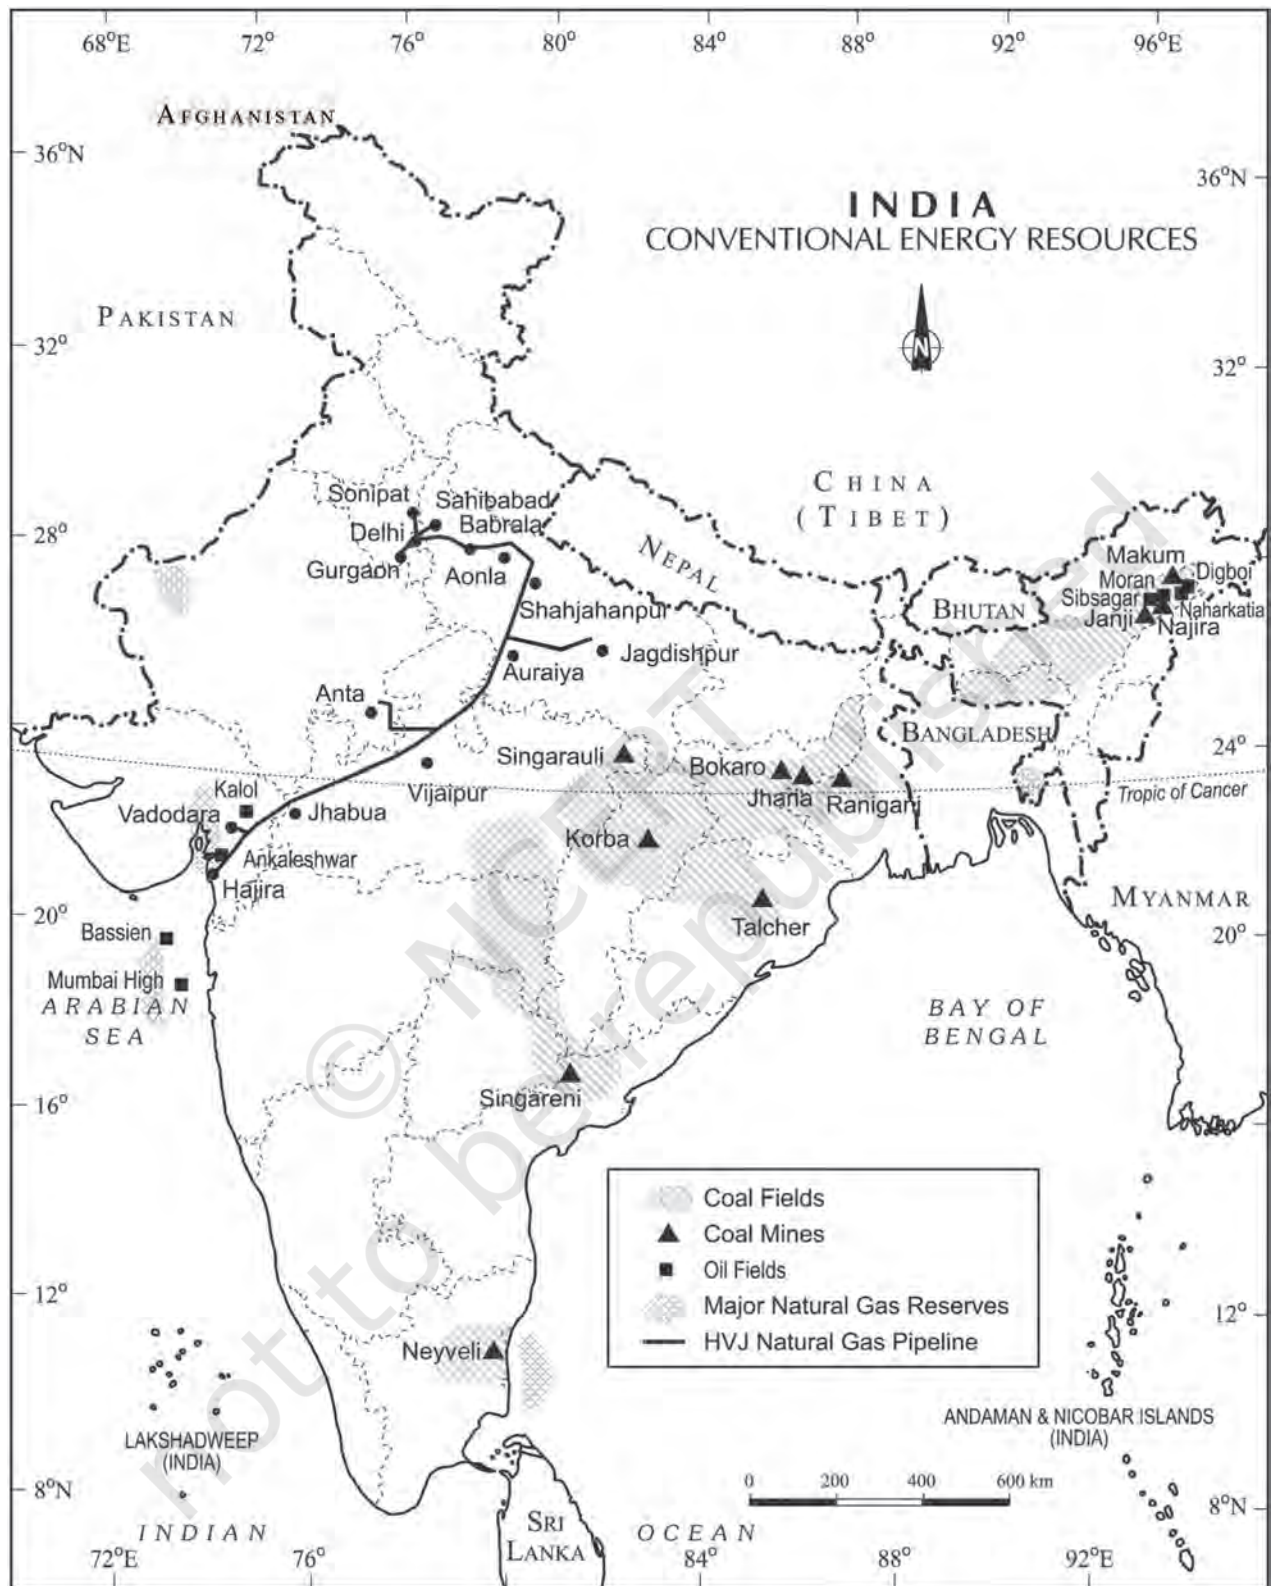 68°E 72° 76° 80° 84° 88° 92° 96°E
AFGHANISTAN
36°N
36°N
INDIA
CONVENTIONAL ENERGY RESOURCES
N
PAKISTAN
32°
32°
CHINA
(TIBET)
Sonipat
Sahibabad
Delhi
Babrala
28°
28°
NEPAL
Gurgaon
Aonla
Shahjahanpur
Makum
Moran
Digboi
Sibsagar
Naharkatia
Janji
Najira
BHUTAN
Jagdishpur
Auraiya
Anta
BANGLADESH
24°
Singarauli
Bokaro
Jharia
Raniganj
Tropic of Cancer
Vijaipur
Kalol
Vadodara
Jhabua
Korba
Ankaleshwar
Hajira
MYANMAR
20°
20°
Talcher
Bassien
Mumbai High
ARABIAN
SEA
BAY OF
BENGAL
16°
Singareni
Coal Fields
Coal Mines
Oil Fields
Major Natural Gas Reserves
HVJ Natural Gas Pipeline
12°
12°
Neyveli
LAKSHADWEEP
(INDIA)
ANDAMAN & NICOBAR ISLANDS
(INDIA)
0 200 400 600 km
8°N
8°N
INDIAN
OCEAN
SRI
LANKA
72°E 76° 84° 88° 92°E
© NCERT
not to be republished